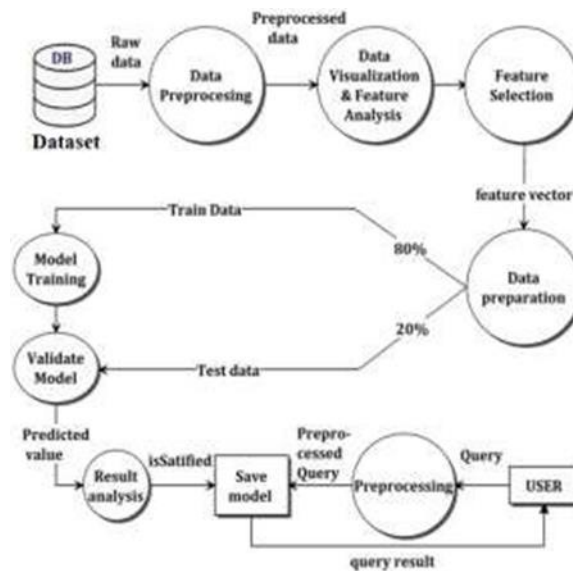 DB
Dataset
Raw
data
Data
Preprocesing
Preprocessed
data
Data
Visualization
& Feature
Analysis
Feature
Selection
feature vector
Train Data
80%
Data
preparation
20%
Test data
Model
Training
Validate
Model
Predicted
value
Result
analysis
isSatified
Save
model
Prepro-
cessed
Query
Preprocessing
Query
USER
query result